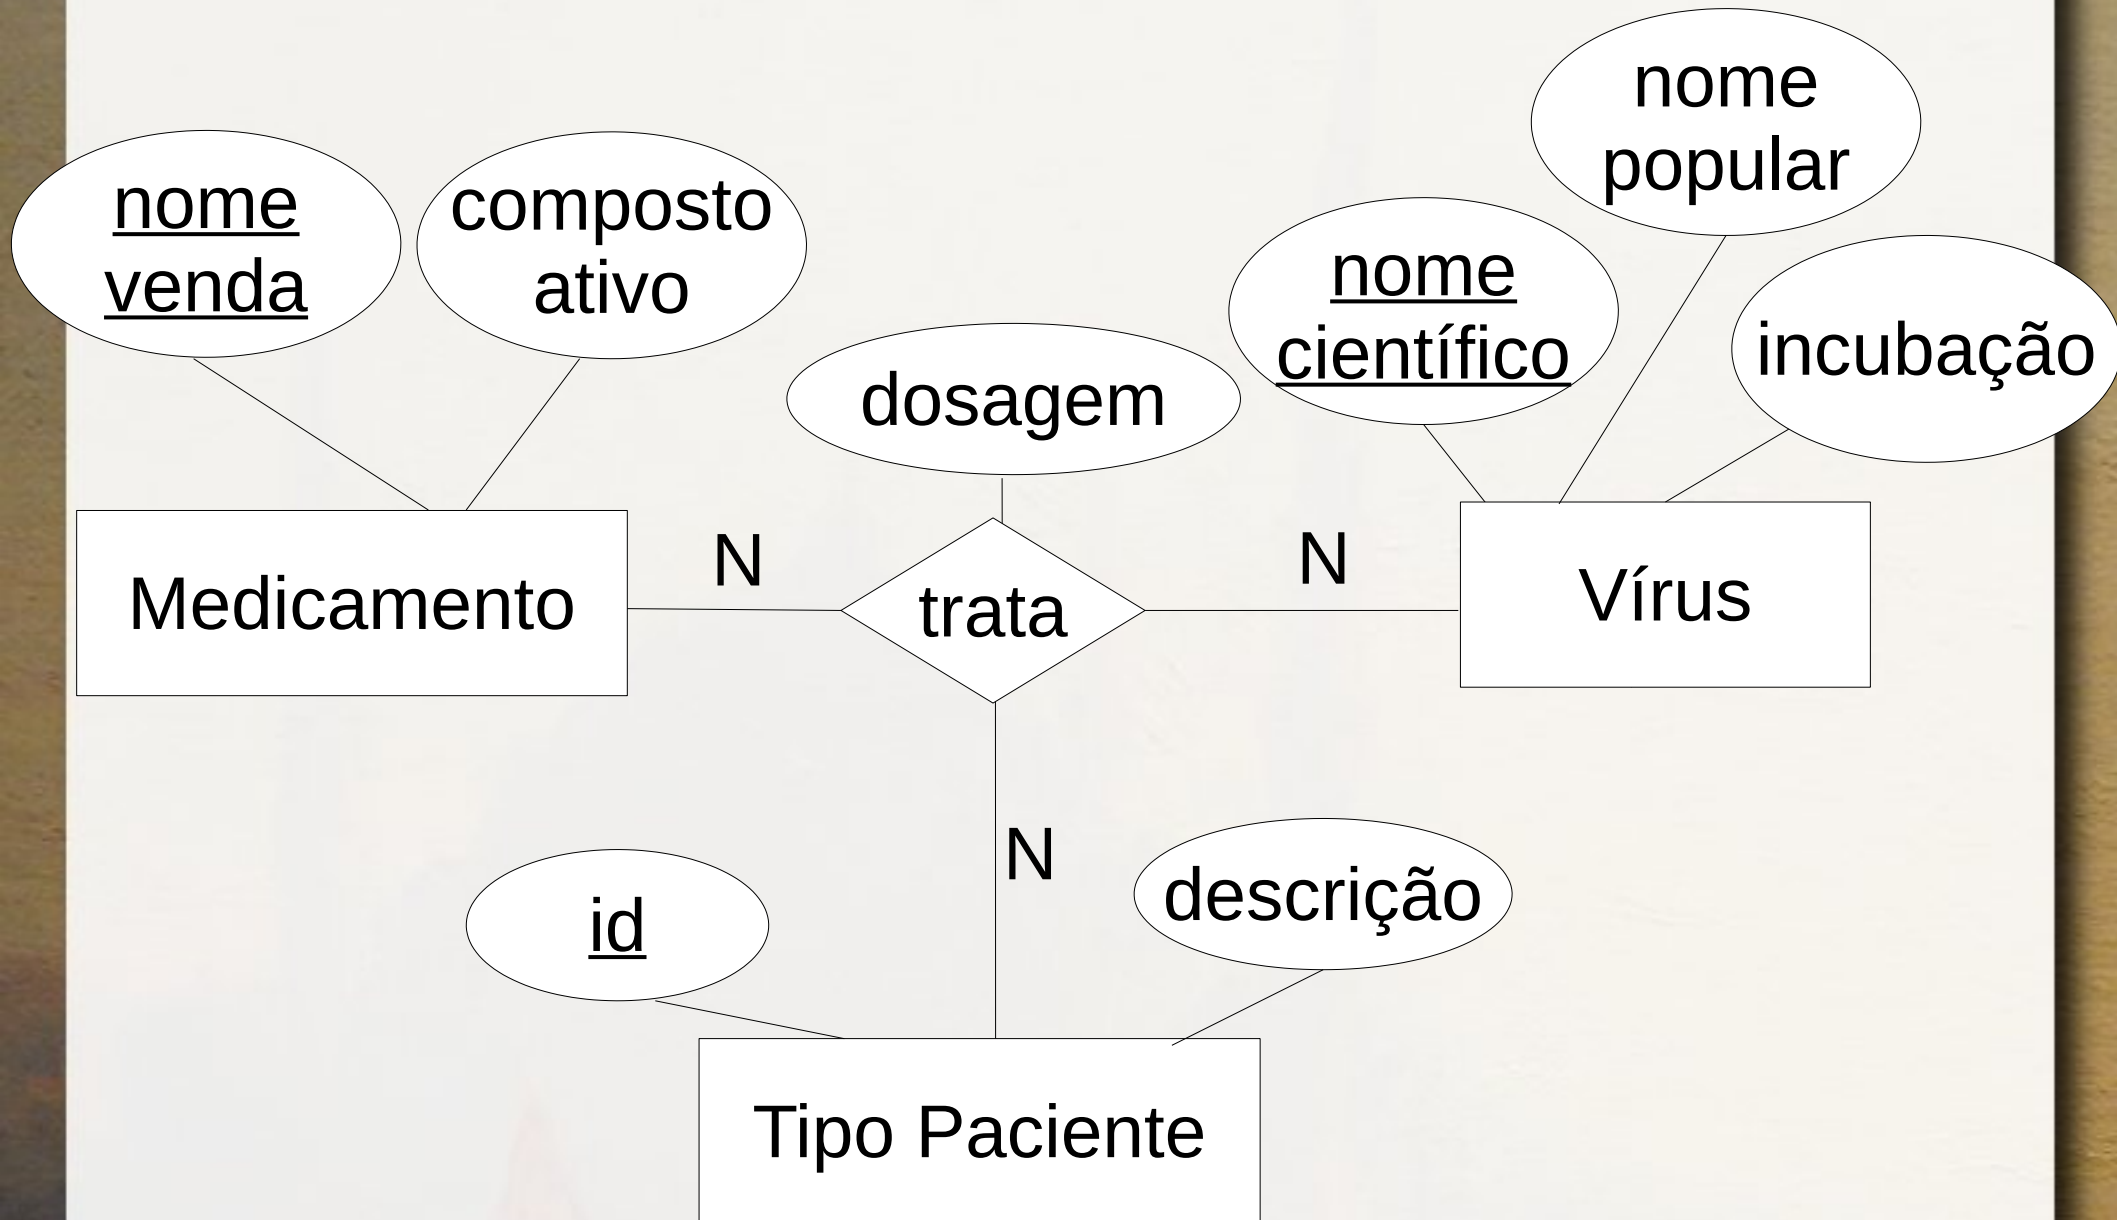 nome
popular
nome
venda
composto
ativo
nome
científico
incubação
dosagem
N
N
Medicamento
trata
Vírus
N
id
descrição
Tipo Paciente